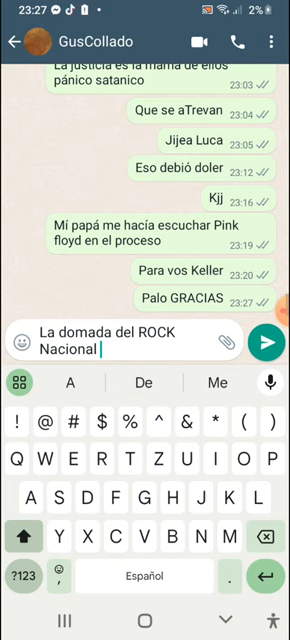 23:27
2%
GusCollado
La justicia es la mamá de ellos
pánico satanico 23:03
Que se aTrevan 23:04
Jijea Luca 23:05
Eso debió doler 23:12
Kjj 23:16
Mí papá me hacía escuchar Pink
floyd en el proceso 23:19
Para vos Keller 23:20
Palo GRACIAS 23:27
La domada del ROCK
Nacional
A De Me
! @ # $ % ^ & * ( )
Q W E R T Z U I O P
A S D F G H J K L
Y X C V B N M
?123 , Español .